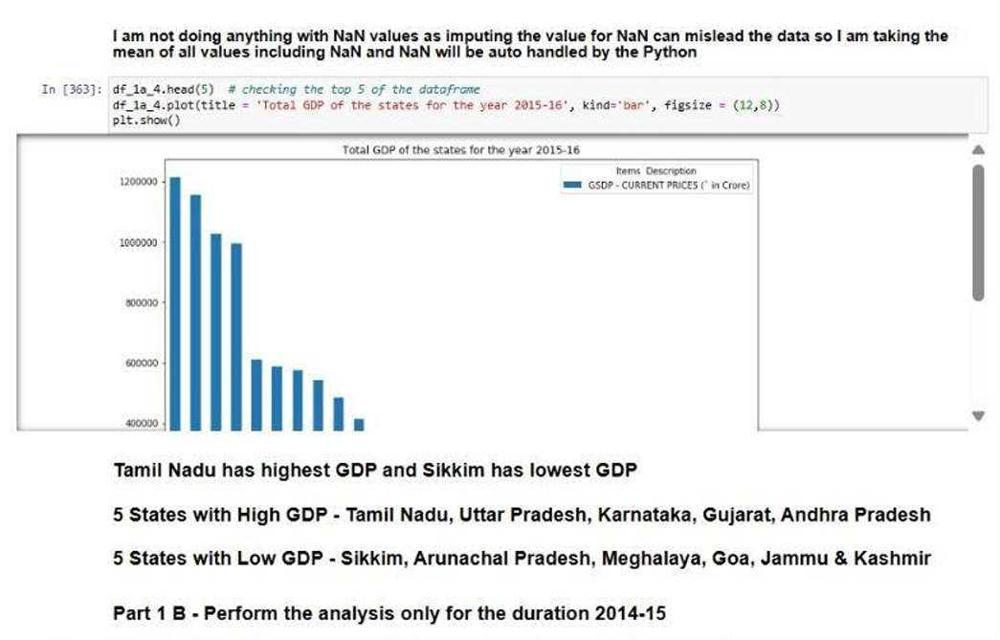 I am not doing anything with NaN values as imputing the value for NaN can mislead the data so I am taking the
mean of all values including NaN and NaN will be auto handled by the Python
In [363]: df_1a_4.head(5)  # checking the top 5 of the dataframe
df_1a_4.plot(title = 'Total GDP of the states for the year 2015-16', kind='bar', figsize = (12,8))
plt.show()
Total GDP of the states for the year 2015-16
Items Description
GSDP - CURRENT PRICES (` in Crore)
1200000
1000000
800000
600000
400000
Tamil Nadu has highest GDP and Sikkim has lowest GDP
5 States with High GDP - Tamil Nadu, Uttar Pradesh, Karnataka, Gujarat, Andhra Pradesh
5 States with Low GDP - Sikkim, Arunachal Pradesh, Meghalaya, Goa, Jammu & Kashmir
Part 1 B - Perform the analysis only for the duration 2014-15